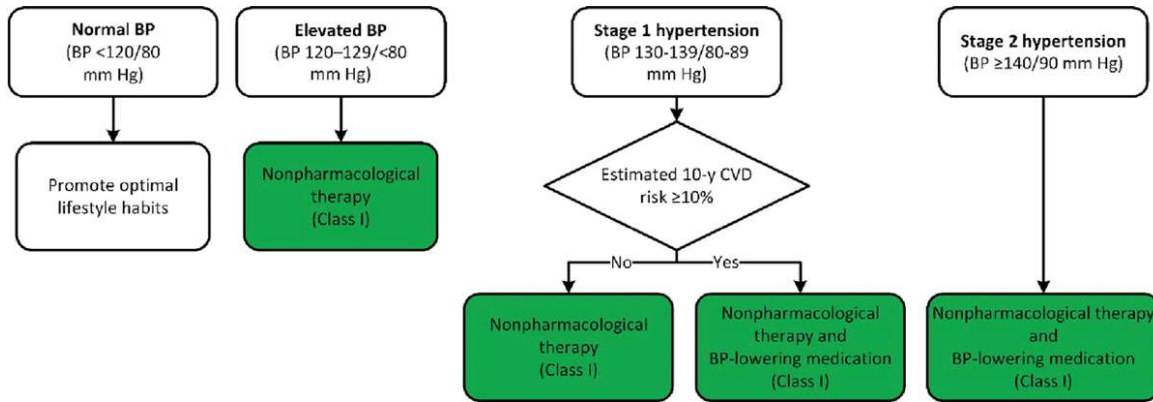 Normal BP
(BP <120/80
mm Hg)
Elevated BP
(BP 120–129/<80
mm Hg)
Stage 1 hypertension
(BP 130-139/80-89
mm Hg)
Stage 2 hypertension
(BP ≥140/90 mm Hg)
Promote optimal
lifestyle habits
Nonpharmacological
therapy
(Class I)
Estimated 10-y CVD
risk ≥10%
No
Yes
Nonpharmacological
therapy
(Class I)
Nonpharmacological
therapy and
BP-lowering medication
(Class I)
Nonpharmacological therapy
and
BP-lowering medication
(Class I)